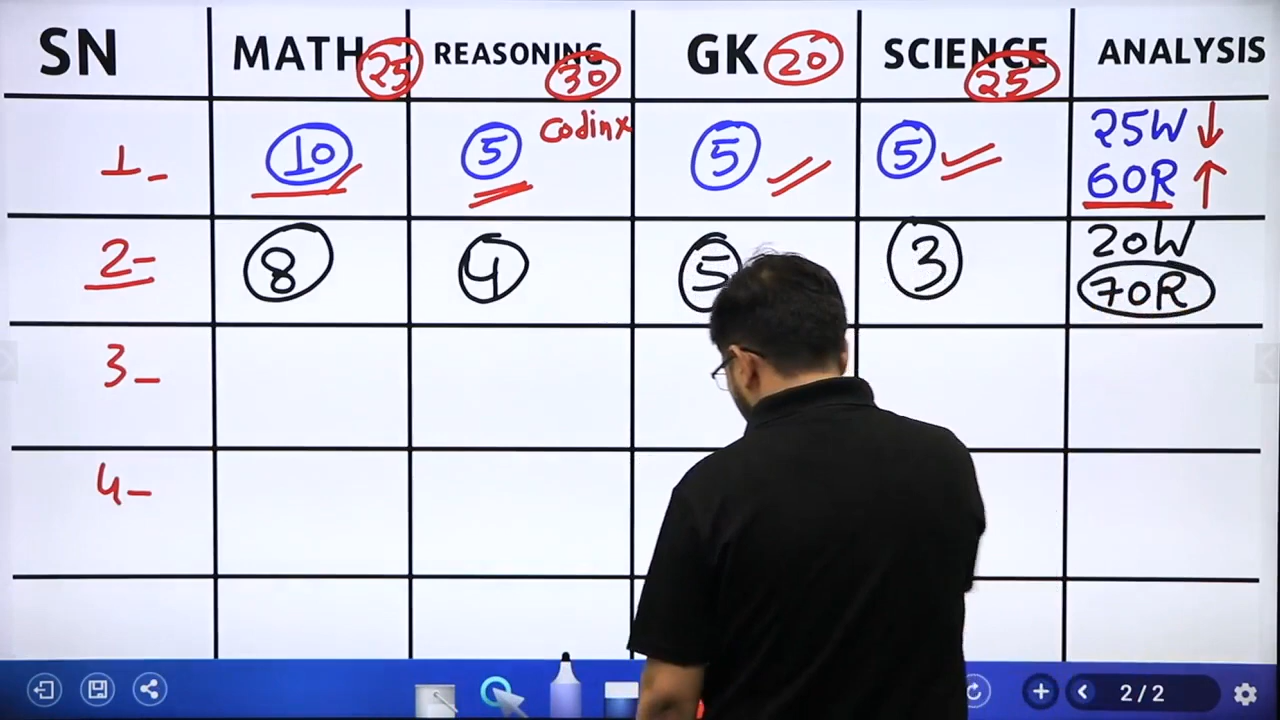 SN MATH 25 REASONING 30 GK 20 SCIENCE 25 ANALYSIS
1- 10 5 Codinx 5 5 25W↓
60R↑
2- 8 4 5 3 20W
70R
3-
4-
2/2